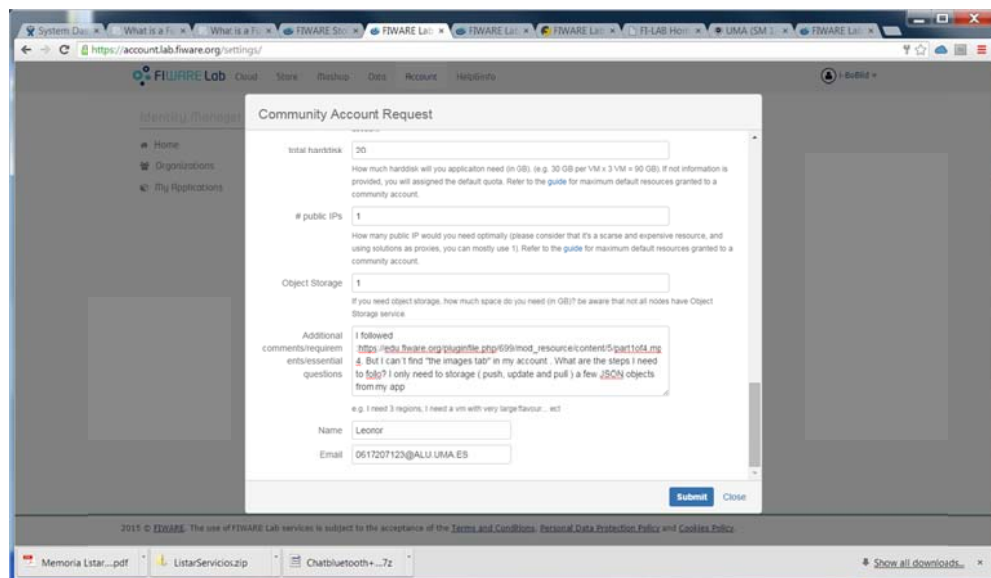 System Das
What is a Fi
What is a Fi
FIWARE Sto
FIWARE Lab
FIWARE Lab
FIWARE Lab
FI-LAB Hom
UMA (SM
FIWARE Lab
https://account.lab.fiware.org/settings/
FIWARE Lab Cloud Store Mashup Data Account Help&Info
Identity Manager
Home
Organizations
My Applications
Community Account Request
total harddisk 20
How much harddisk will you applicaiton need (in GB). (e.g. 30 GB per VM x 3 VM = 90 GB). If not information is
provided, you will assigned the default quota. Refer to the guide for maximum default resources granted to a
community account.
# public IPs 1
How many public IP would you need optimally (please consider that it's a scarse and expensive resource, and
using solutions as proxies, you can mostly use 1). Refer to the guide for maximum default resources granted to a
community account.
Object Storage 1
If you need object storage, how much space do you need (in GB)? be aware that not all nodes have Object
Storage service
Additional
comments/requirem
ents/essential
questions
I followed
:https://edu.fiware.org/pluginfile.php/699/mod_resource/content/5/part1of4.mp
4. But I can't find "the images tab" in my account . What are the steps I need
to follo? I only need to storage ( push, update and pull ) a few JSON objects
from my app
e.g. I need 3 regions, I need a vm with very large flavour... ect
Name Leonor
Email 0617207123@ALU.UMA.ES
Submit Close
2015 © FIWARE. The use of FIWARE Lab services is subject to the acceptance of the Terms and Conditions, Personal Data Protection Policy and Cookies Policy.
Memoria Lstar....pdf
ListarServicios.zip
Chatbluetooth+...7z
Show all downloads...